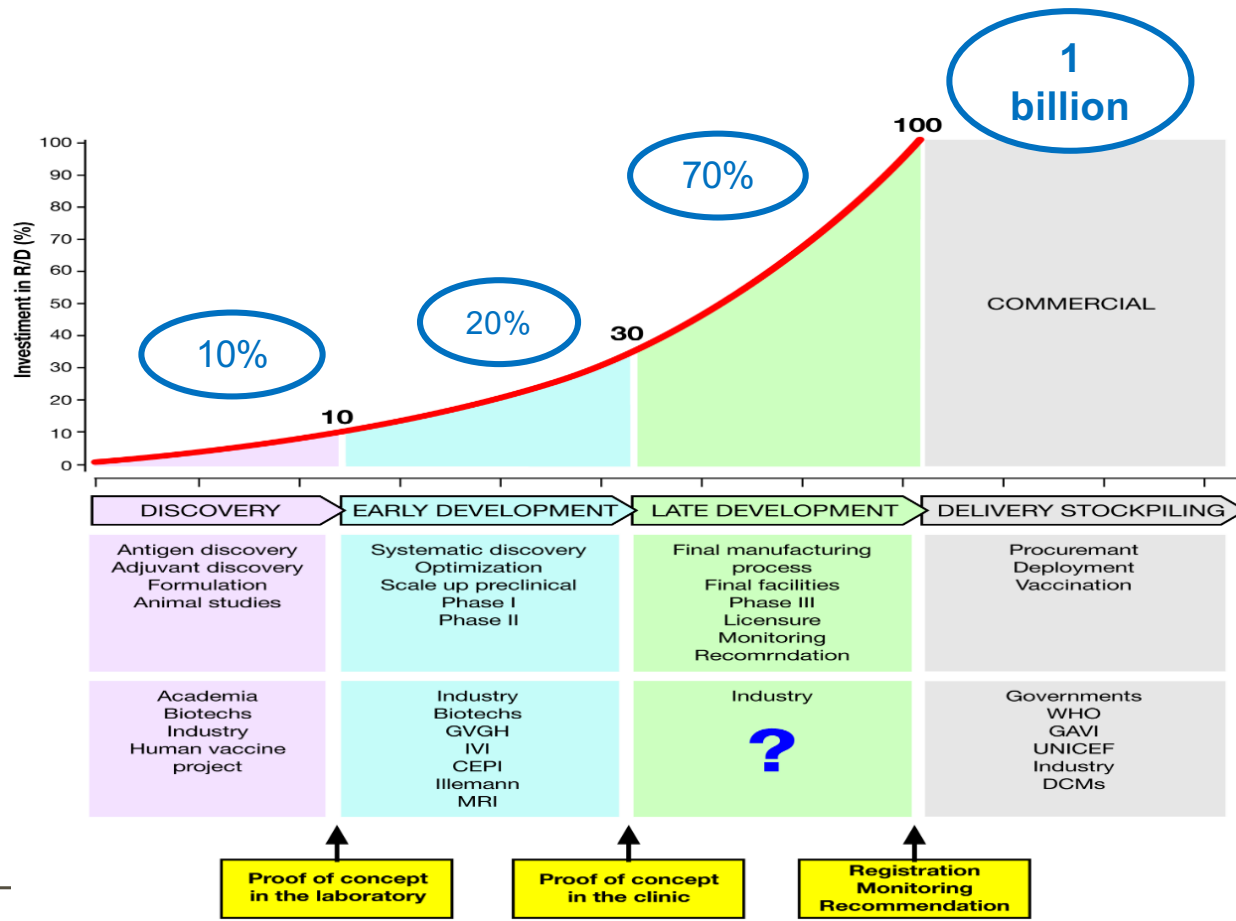 1
billion
100
70%
20%
30
10%
10
Investiment in R/D (%)
100
90
80
70
60
50
40
30
20
10
0
COMMERCIAL
DISCOVERY
EARLY DEVELOPMENT
LATE DEVELOPMENT
DELIVERY STOCKPILING
Antigen discovery
Adjuvant discovery
Formulation
Animal studies
Systematic discovery
Optimization
Scale up preclinical
Phase I
Phase II
Final manufacturing
process
Final facilities
Phase III
Licensure
Monitoring
Recomrndation
Procuremant
Deployment
Vaccination
Academia
Biotechs
Industry
Human vaccine
project
Industry
Biotechs
GVGH
IVI
CEPI
Illemann
MRI
Industry
?
Governments
WHO
GAVI
UNICEF
Industry
DCMs
Proof of concept
in the laboratory
Proof of concept
in the clinic
Registration
Monitoring
Recommendation